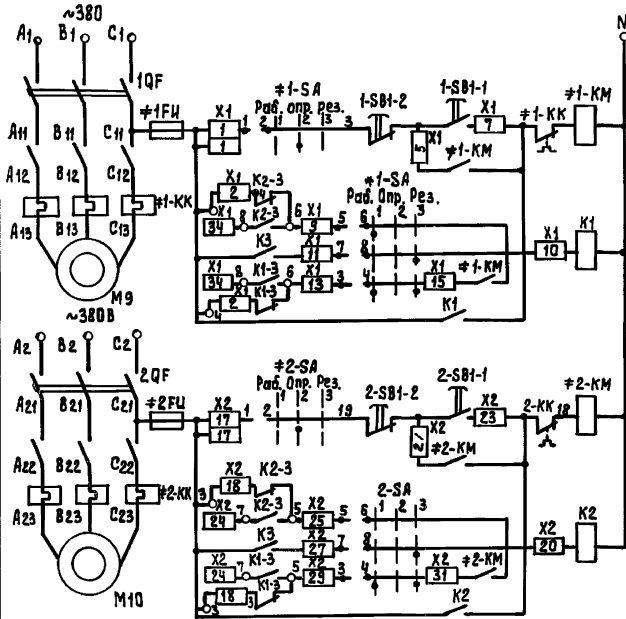 ~380
A1 B1 C1
N
1QF
≠1FU
A11 B11 C11
A12 B12 C12
≠1-KK
A13 B13 C13
M9
X1
1
1
1
2
≠1-SA
Раб. Опр. Рез.
1 2 3
3
1-SB1-2
1-SB1-1
X1
7
X1
5
≠1-KM
≠1-KK
≠1-KM
X1
2
K2-3
X1
34
8
K2-3
6
X1
9
5
6
≠1-SA
Раб. Опр. Рез.
1 2 3
K3
X1
11
7
8
X1
34
8
K1-3
6
X1
13
3
4
X1
15
≠1-KM
X1
2
K1-3
4
K1
X1
10
K1
~380В
A2 B2 C2
2QF
≠2FU
A21 B21 C21
A22 B22 C22
≠2-KK
A23 B23 C23
M10
X2
17
17
1
2
≠2-SA
Раб. Опр. Рез.
1 2 3
19
2-SB1-2
2-SB1-1
X2
23
X2
21
≠2-KM
2-KK
18
≠2-KM
X2
18
K2-3
3
X2
24
7
K2-3
5
X2
25
5
6
2-SA
1 2 3
K3
X2
27
7
8
X2
24
7
K1-3
5
X2
29
3
4
X2
31
≠2-KM
18
3
K1-3
3
K2
X2
20
K2